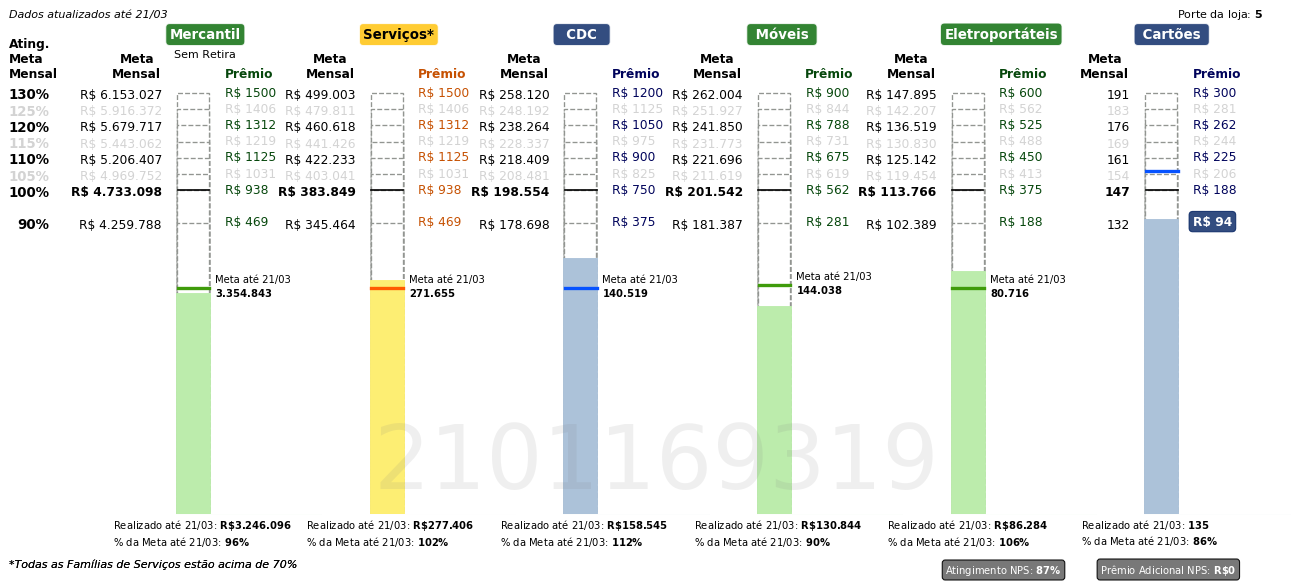 Dados atualizados até 21/03 Porte da loja: 5
Mercantil Serviços* CDC Móveis Eletroportáteis Cartões
Ating. Meta Mensal Sem Retira
Meta Mensal Prêmio Meta Mensal Prêmio Meta Mensal Prêmio Meta Mensal Prêmio Meta Mensal Prêmio Meta Mensal Prêmio
130% R$ 6.153.027 R$ 1500 R$ 499.003 R$ 1500 R$ 258.120 R$ 1200 R$ 262.004 R$ 900 R$ 147.895 R$ 600 191 R$ 300
125% R$ 5.916.372 R$ 1406 R$ 479.811 R$ 1406 R$ 248.192 R$ 1125 R$ 251.927 R$ 844 R$ 142.207 R$ 562 183 R$ 281
120% R$ 5.679.717 R$ 1312 R$ 460.618 R$ 1312 R$ 238.264 R$ 1050 R$ 241.850 R$ 788 R$ 136.519 R$ 525 176 R$ 262
115% R$ 5.443.062 R$ 1219 R$ 441.426 R$ 1219 R$ 228.337 R$ 975 R$ 231.773 R$ 731 R$ 130.830 R$ 488 169 R$ 244
110% R$ 5.206.407 R$ 1125 R$ 422.233 R$ 1125 R$ 218.409 R$ 900 R$ 221.696 R$ 675 R$ 125.142 R$ 450 161 R$ 225
105% R$ 4.969.752 R$ 1031 R$ 403.041 R$ 1031 R$ 208.481 R$ 825 R$ 211.619 R$ 619 R$ 119.454 R$ 413 154 R$ 206
100% R$ 4.733.098 R$ 938 R$ 383.849 R$ 938 R$ 198.554 R$ 750 R$ 201.542 R$ 562 R$ 113.766 R$ 375 147 R$ 188
90% R$ 4.259.788 R$ 469 R$ 345.464 R$ 469 R$ 178.698 R$ 375 R$ 181.387 R$ 281 R$ 102.389 R$ 188 132 R$ 94
Meta até 21/03 Meta até 21/03 Meta até 21/03 Meta até 21/03 Meta até 21/03
3.354.843 271.655 140.519 144.038 80.716
2101169319
Realizado até 21/03: R$3.246.096 Realizado até 21/03: R$277.406 Realizado até 21/03: R$158.545 Realizado até 21/03: R$130.844 Realizado até 21/03: R$86.284 Realizado até 21/03: 135
% da Meta até 21/03: 96% % da Meta até 21/03: 102% % da Meta até 21/03: 112% % da Meta até 21/03: 90% % da Meta até 21/03: 106% % da Meta até 21/03: 86%
*Todas as Famílias de Serviços estão acima de 70% Atingimento NPS: 87% Prêmio Adicional NPS: R$0